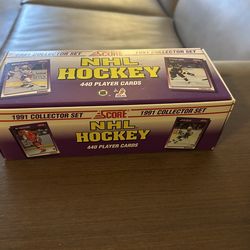 1991 COLLECTOR SET
SCORE
1991 COLLECTOR SET
NHL
HOCKEY
440 PLAYER CARDS
1991 COLLECTOR SET
SCORE
1991 COLLECTOR SET
NHL
HOCKEY
440 PLAYER CARDS